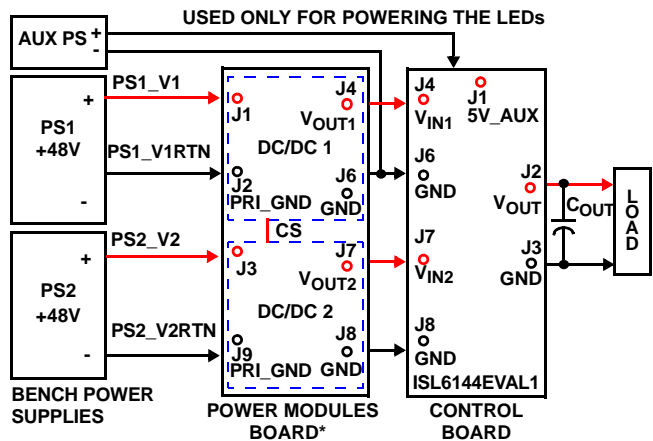 USED ONLY FOR POWERING THE LEDs
AUX PS
+
-
PS1_V1
+
PS1
+48V
-
PS1_V1RTN
J1
J4
VOUT1
DC/DC 1
J2
PRI_GND
J6
GND
CS
PS2_V2
+
PS2
+48V
-
PS2_V2RTN
J3
J7
VOUT2
DC/DC 2
J9
PRI_GND
J8
GND
J4
VIN1
J1
5V_AUX
J6
GND
J2
VOUT
COUT
LOAD
J7
VIN2
J3
GND
J8
GND
ISL6144EVAL1
BENCH POWER
SUPPLIES
POWER MODULES
BOARD*
CONTROL
BOARD